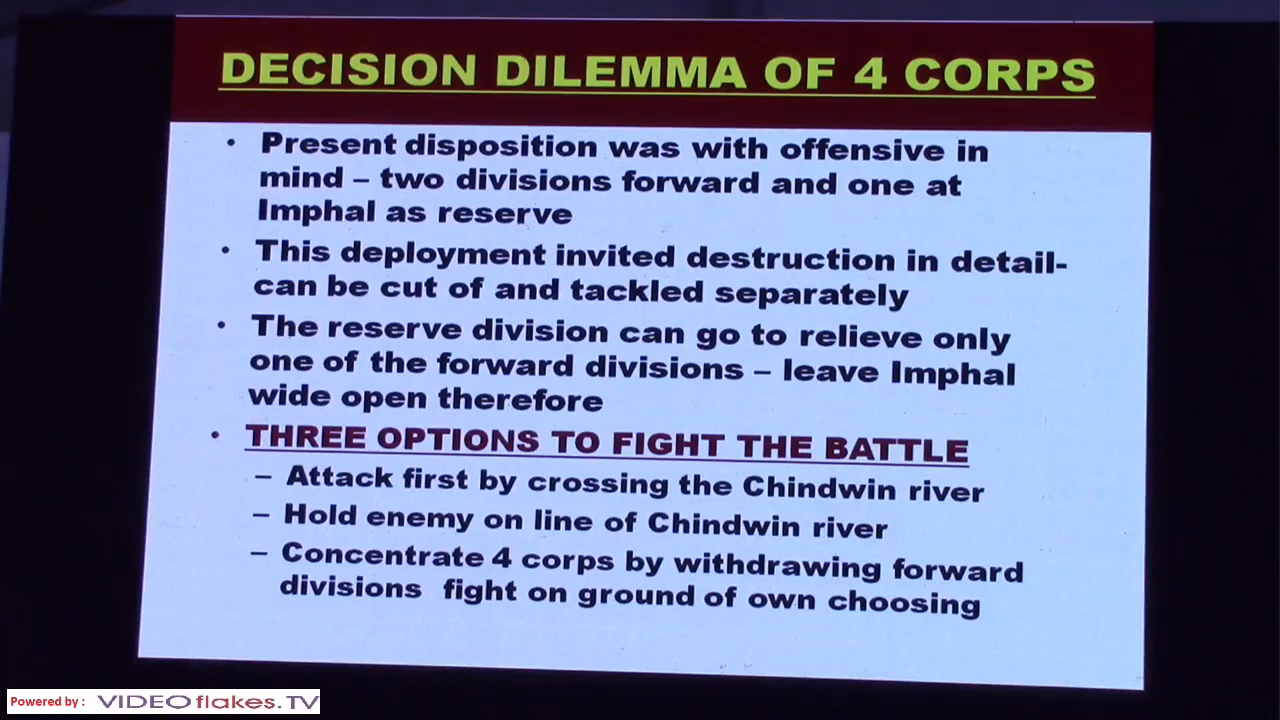 DECISION DILEMMA OF 4 CORPS
• Present disposition was with offensive in
mind – two divisions forward and one at
Imphal as reserve
• This deployment invited destruction in detail-
can be cut of and tackled separately
• The reserve division can go to relieve only
one of the forward divisions – leave Imphal
wide open therefore
• THREE OPTIONS TO FIGHT THE BATTLE
– Attack first by crossing the Chindwin river
– Hold enemy on line of Chindwin river
– Concentrate 4 corps by withdrawing forward
divisions fight on ground of own choosing
Powered by : VIDEOflakes.TV